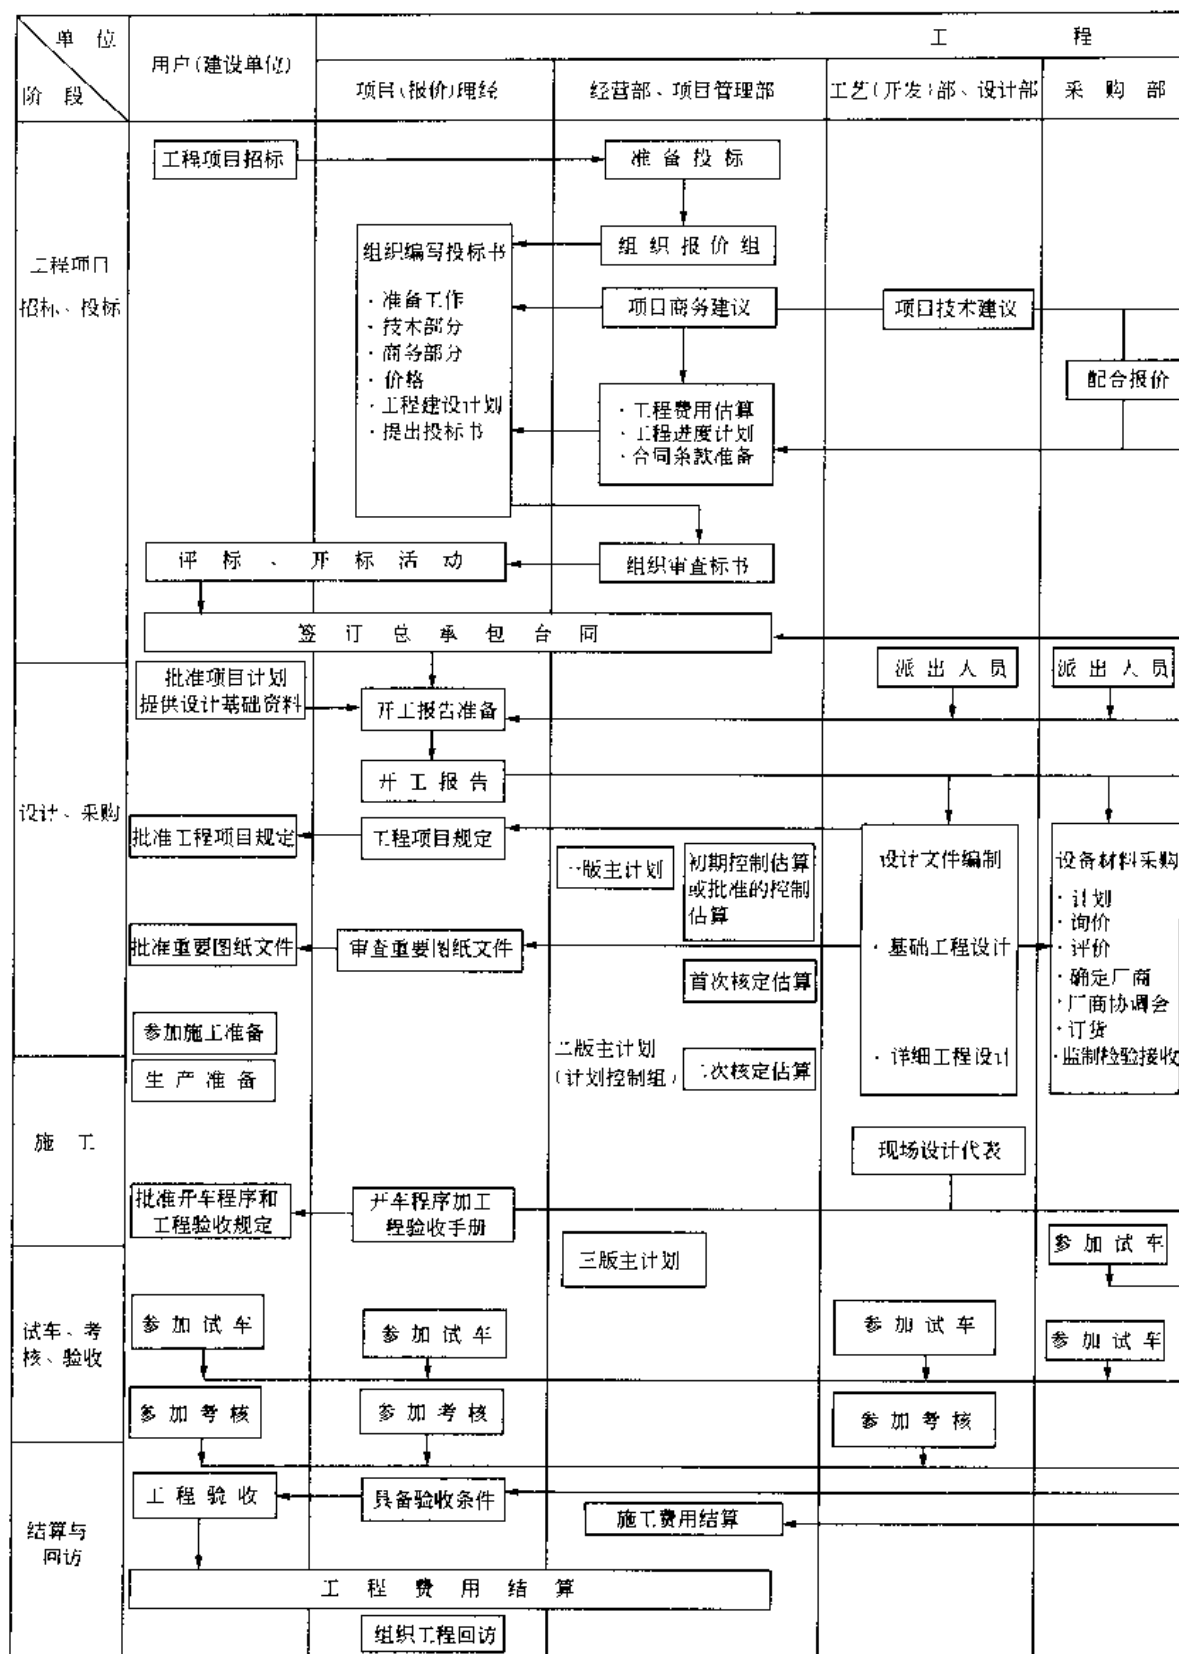 单位
工程
用户(建设单位)
阶段
项目(报价)理经
经营部、项目管理部
工艺(开发)部、设计部
采购部
工程项目招标
准备投标
组织编写投标书
组织报价组
工程项目
招标、投标
·准备工作
·技术部分
·商务部分
·价格
·工程建设计划
·提出投标书
项目商务建议
项目技术建议
配合报价
·工程费用估算
·工程进度计划
·合同条款准备
评标、开标活动
组织审查标书
签订总承包合同
批准项目计划
提供设计基础资料
开工报告准备
派出人员
派出人员
开工报告
设计、采购
批准工程项目规定
工程项目规定
一版主计划
初期控制估算
或批准的控制
估算
设计文件编制
·基础工程设计
·详细工程设计
设备材料采购
·计划
·询价
·评价
·确定厂商
·厂商协调会
·订货
·监制检验接收
批准重要图纸文件
审查重要图纸文件
首次核定估算
参加施工准备
二版主计划
(计划控制组)
二次核定估算
生产准备
施工
现场设计代表
批准开车程序和
工程验收规定
开车程序加工
程验收手册
三版主计划
参加试车
试车、考
核、验收
参加试车
参加试车
参加试车
参加试车
参加考核
参加考核
参加考核
结算与
回访
工程验收
具备验收条件
施工费用结算
工程费用结算
组织工程回访